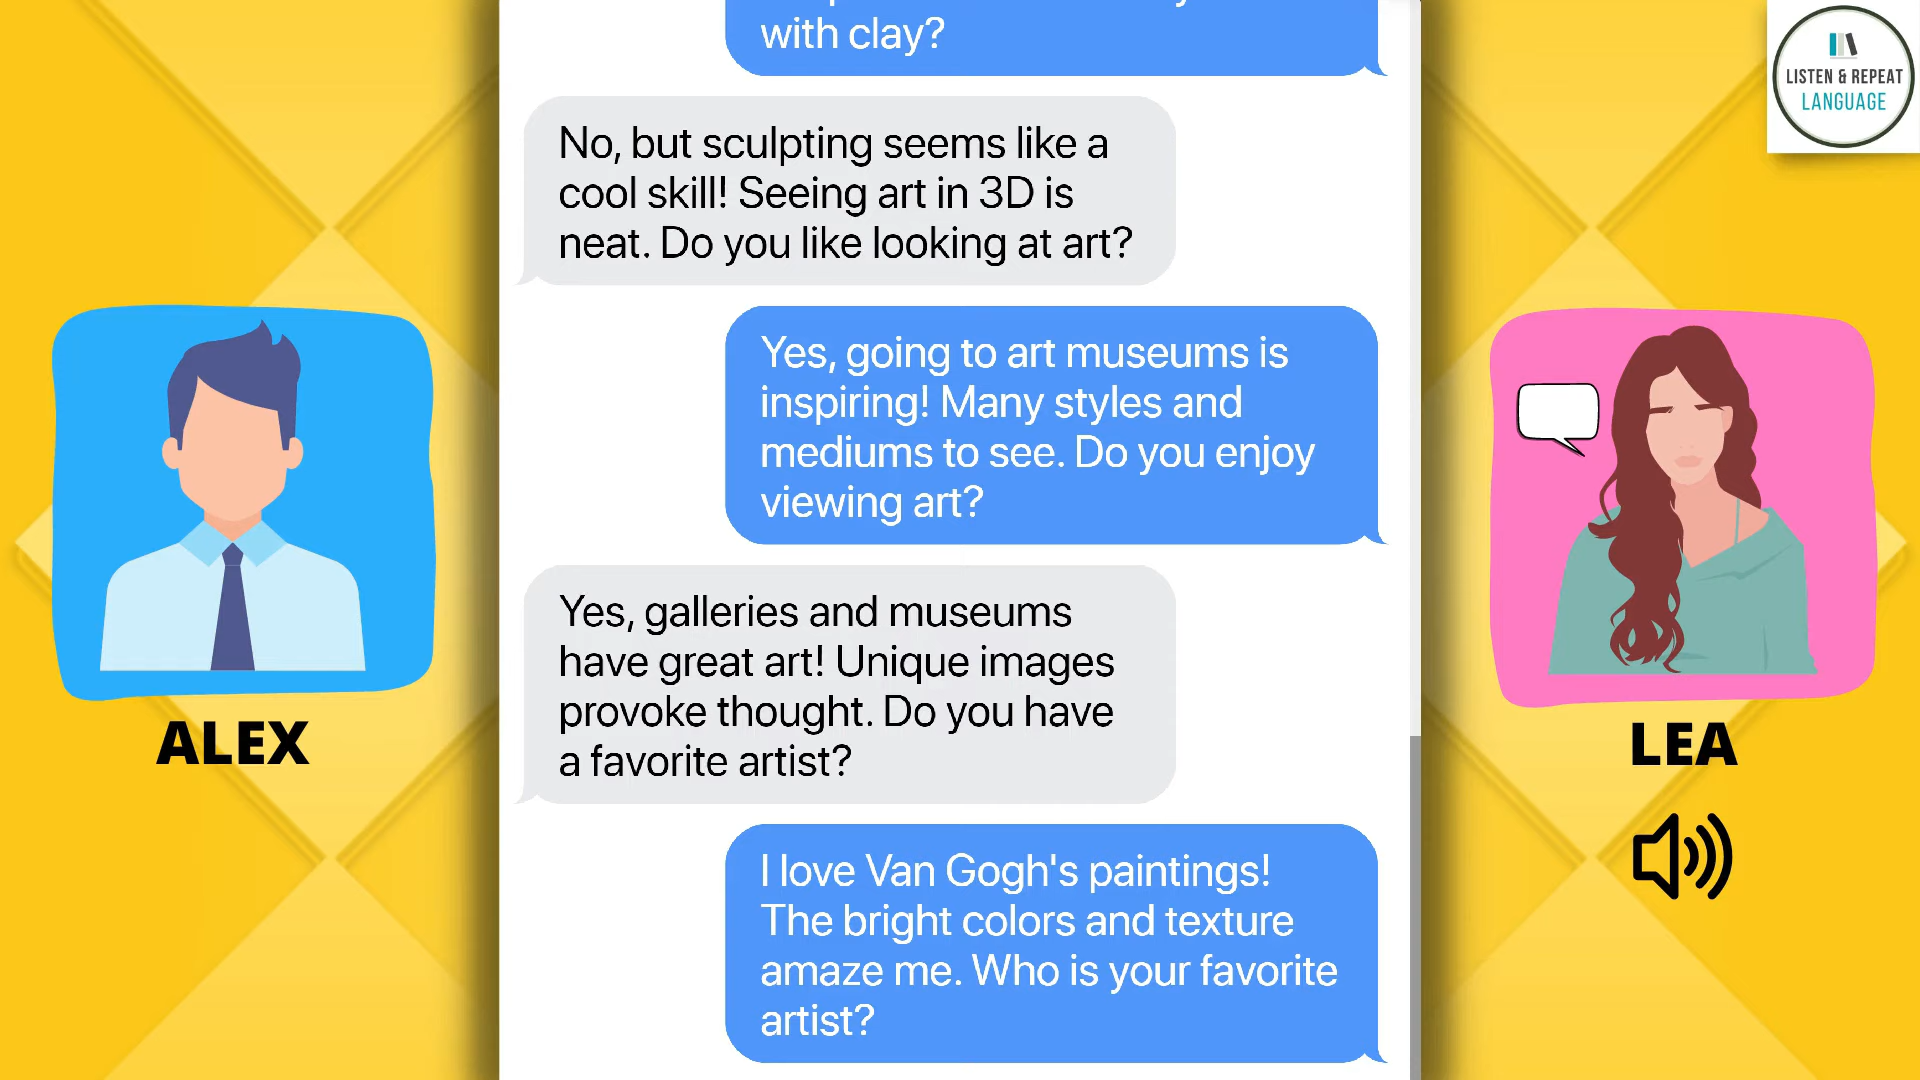 with clay?
No, but sculpting seems like a
cool skill! Seeing art in 3D is
neat. Do you like looking at art?
Yes, going to art museums is
inspiring! Many styles and
mediums to see. Do you enjoy
viewing art?
Yes, galleries and museums
have great art! Unique images
provoke thought. Do you have
a favorite artist?
I love Van Gogh's paintings!
The bright colors and texture
amaze me. Who is your favorite
artist?
ALEX
LEA
LISTEN & REPEAT
LANGUAGE